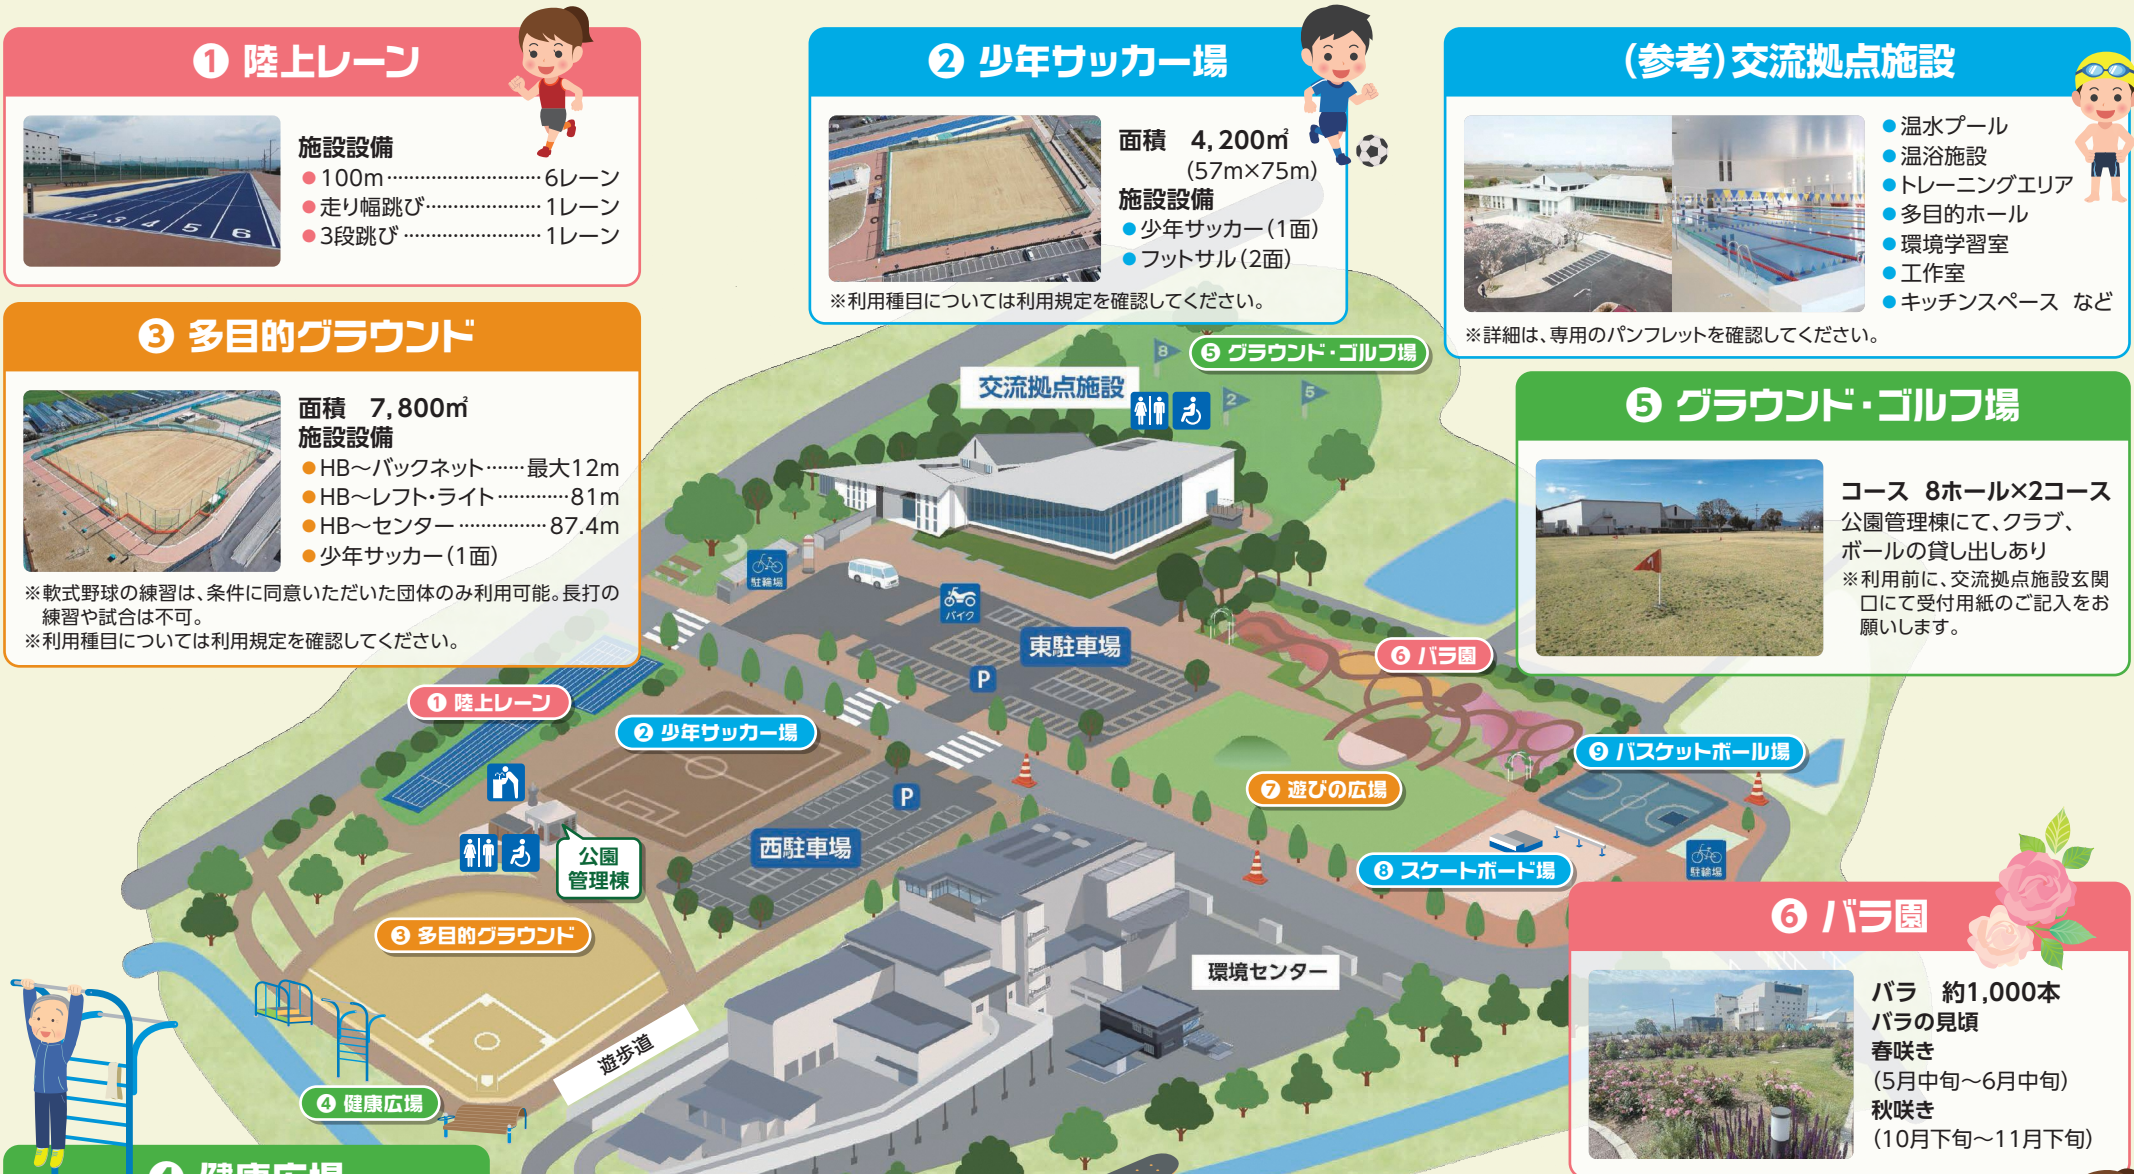 ❶ 陸上レーン
施設設備
●100m………………………6レーン
●走り幅跳び…………………1レーン
●3段跳び……………………1レーン
❷ 少年サッカー場
面積 4,200㎡
(57m×75m)
施設設備
●少年サッカー(1面)
●フットサル(2面)
※利用種目については利用規定を確認してください。
(参考)交流拠点施設
●温水プール
●温浴施設
●トレーニングエリア
●多目的ホール
●環境学習室
●工作室
●キッチンスペース など
※詳細は、専用のパンフレットを確認してください。
❸ 多目的グラウンド
面積 7,800㎡
施設設備
●HB〜バックネット……最大12m
●HB〜レフト・ライト…………81m
●HB〜センター……………87.4m
●少年サッカー(1面)
※軟式野球の練習は、条件に同意いただいた団体のみ利用可能。長打の
練習や試合は不可。
※利用種目については利用規定を確認してください。
❺ グラウンド・ゴルフ場
コース 8ホール×2コース
公園管理棟にて、クラブ、
ボールの貸し出しあり
※利用前に、交流拠点施設玄関
口にて受付用紙のご記入をお
願いします。
❺ グラウンド・ゴルフ場
8
2
5
交流拠点施設
駐輪場
バイク
東駐車場
P
❻ バラ園
❶ 陸上レーン
❷ 少年サッカー場
❾ バスケットボール場
❼ 遊びの広場
P
西駐車場
公園
管理棟
❽ スケートボード場
駐輪場
❸ 多目的グラウンド
環境センター
遊歩道
❹ 健康広場
❻ バラ園
バラ 約1,000本
バラの見頃
春咲き
(5月中旬〜6月中旬)
秋咲き
(10月下旬〜11月下旬)
❹ 健康広場
1 2 3 4 5 6
1